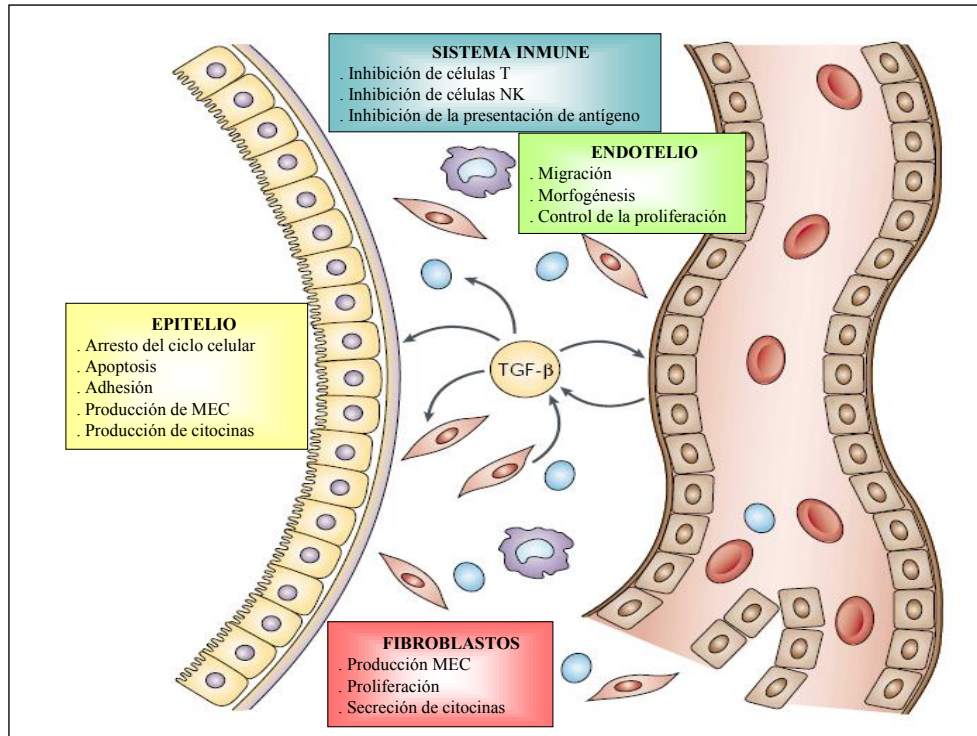 SISTEMA INMUNE
. Inhibición de células T
. Inhibición de células NK
. Inhibición de la presentación de antígeno
ENDOTELIO
. Migración
. Morfogénesis
. Control de la proliferación
EPITELIO
. Arresto del ciclo celular
. Apoptosis
. Adhesión
. Producción de MEC
. Producción de citocinas
TGF-β
FIBROBLASTOS
. Producción MEC
. Proliferación
. Secreción de citocinas